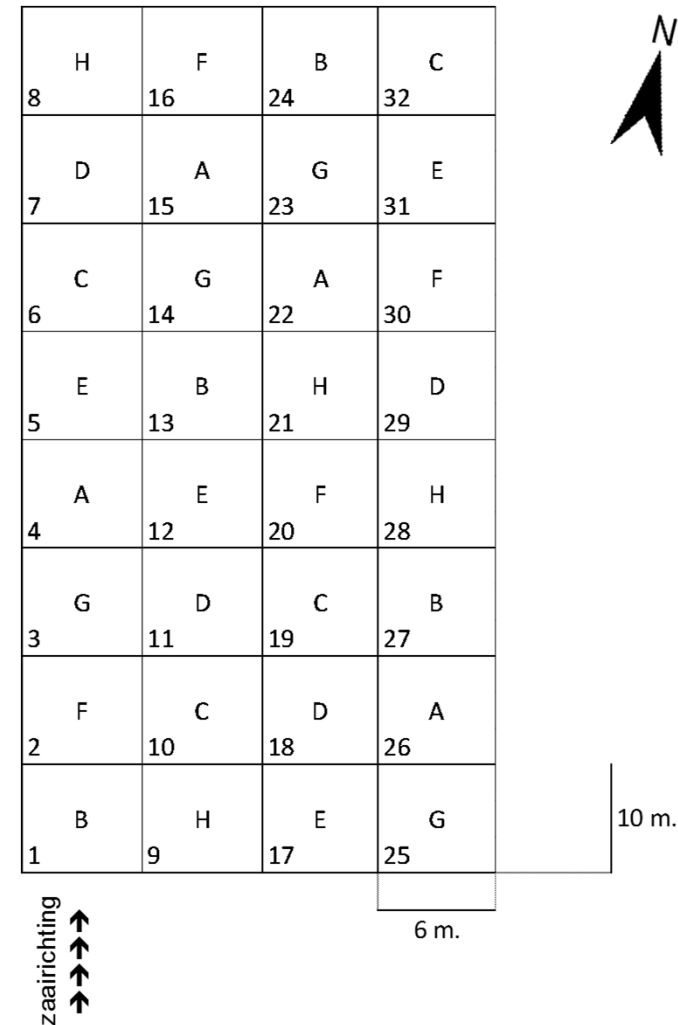 N
H F B C
8 16 24 32
D A G E
7 15 23 31
C G A F
6 14 22 30
E B H D
5 13 21 29
A E F H
4 12 20 28
G D C B
3 11 19 27
F C D A
2 10 18 26
B H E G
1 9 17 25
10 m.
6 m.
zaairichting